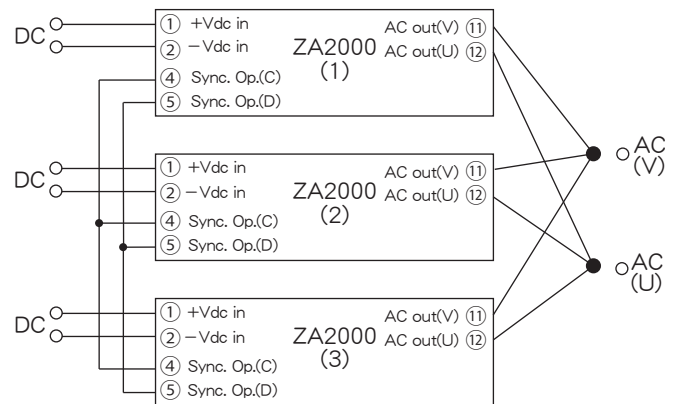 DC
① +Vdc in
② −Vdc in
④ Sync. Op.(C)
⑤ Sync. Op.(D)
ZA2000
(1)
AC out(V) ⑪
AC out(U) ⑫
DC
① +Vdc in
② −Vdc in
④ Sync. Op.(C)
⑤ Sync. Op.(D)
ZA2000
(2)
AC out(V) ⑪
AC out(U) ⑫
DC
① +Vdc in
② −Vdc in
④ Sync. Op.(C)
⑤ Sync. Op.(D)
ZA2000
(3)
AC out(V) ⑪
AC out(U) ⑫
AC
(V)
AC
(U)